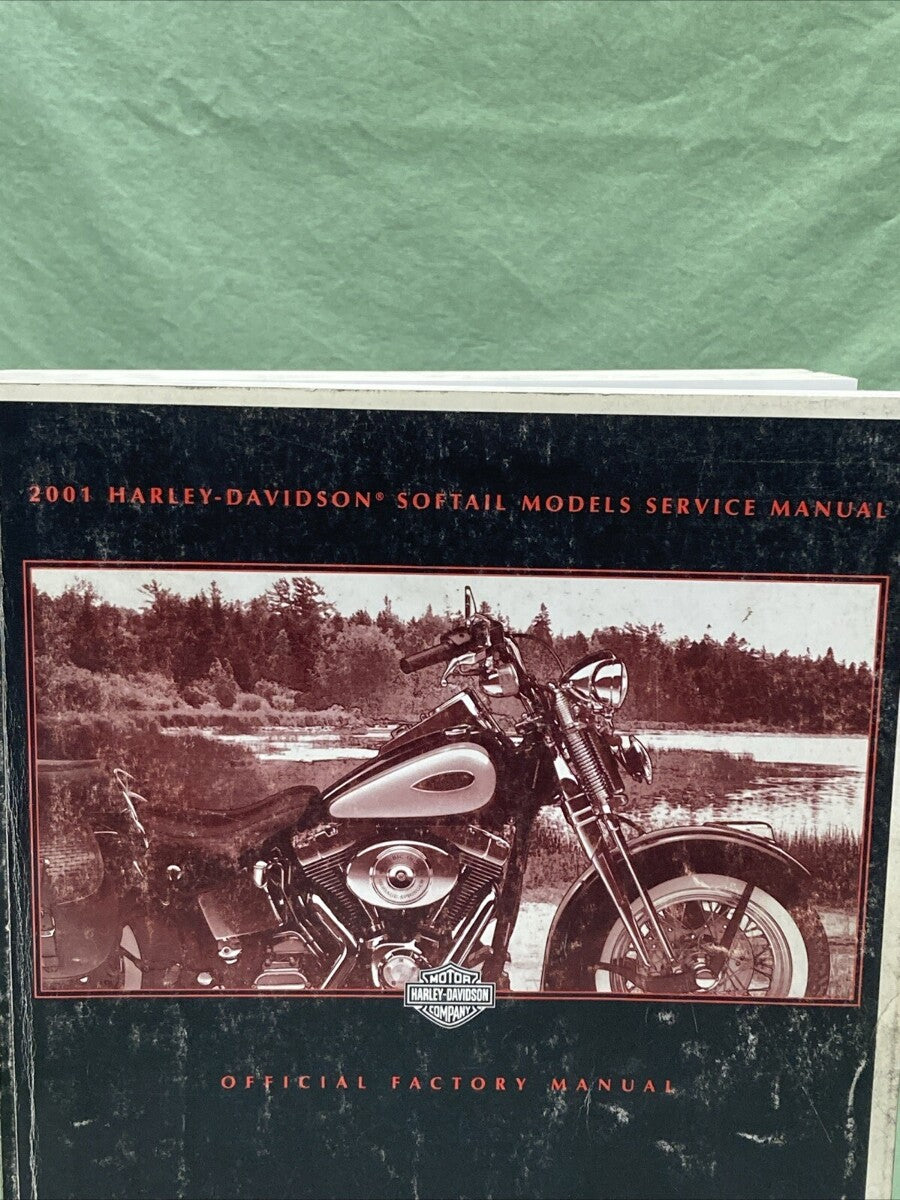 2001 HARLEY-DAVIDSON® SOFTAIL MODELS SERVICE MANUAL
MOTOR
HARLEY-DAVIDSON
COMPANY
OFFICIAL FACTORY MANUAL